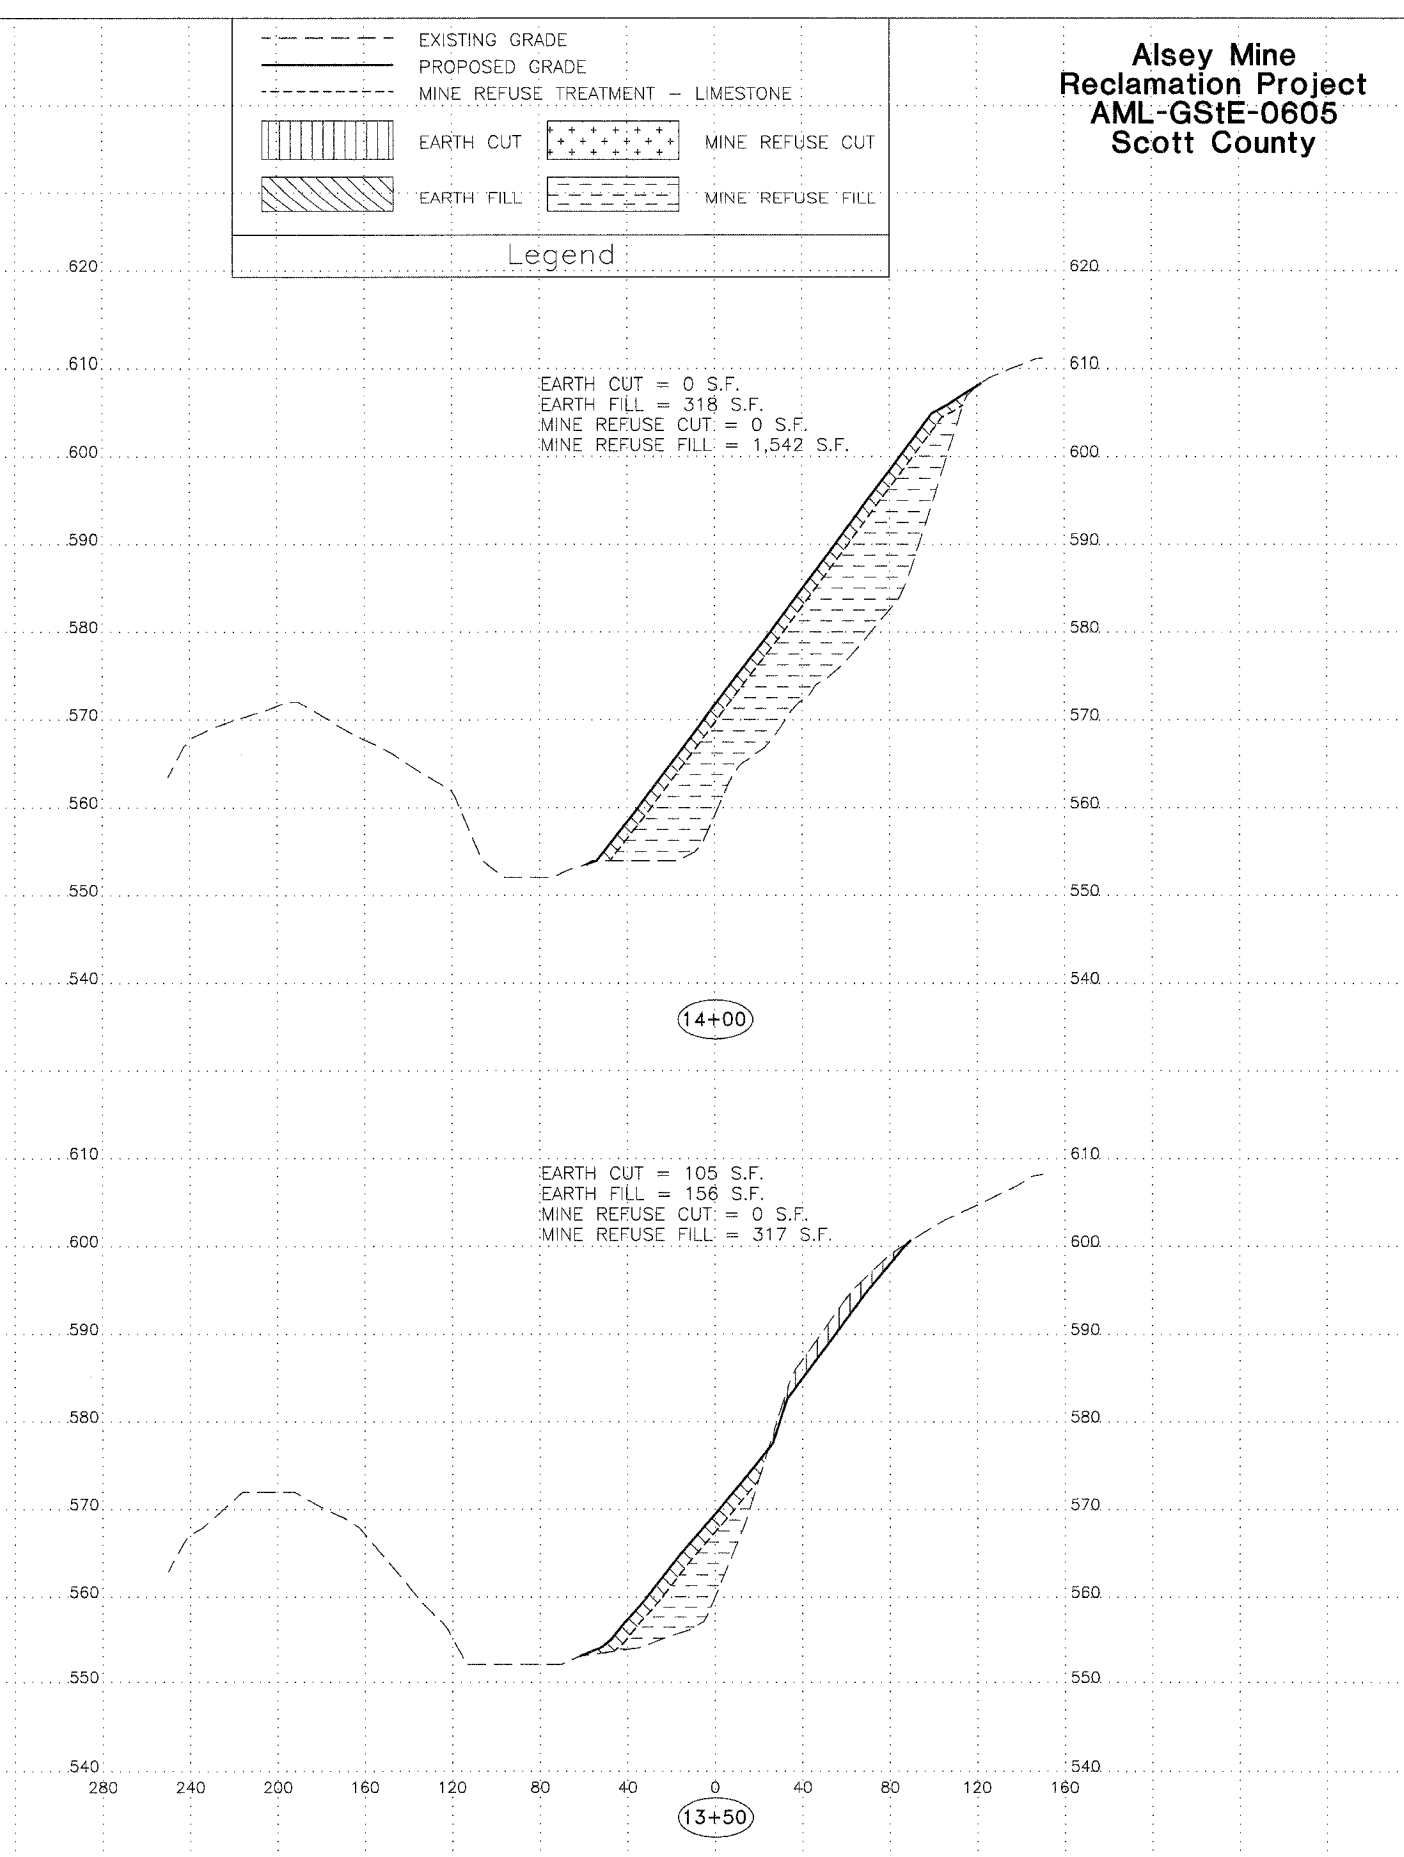 EXISTING GRADE
PROPOSED GRADE
MINE REFUSE TREATMENT - LIMESTONE
EARTH CUT MINE REFUSE CUT
EARTH FILL MINE REFUSE FILL
Legend
Alsey Mine
Reclamation Project
AML-GStE-0605
Scott County
620 620
610 610
EARTH CUT = 0 S.F.
EARTH FILL = 318 S.F.
MINE REFUSE CUT = 0 S.F.
MINE REFUSE FILL = 1,542 S.F.
600 600
590 590
580 580
570 570
560 560
550 550
540 540
14+00
610 610
EARTH CUT = 105 S.F.
EARTH FILL = 156 S.F.
MINE REFUSE CUT = 0 S.F.
MINE REFUSE FILL = 317 S.F.
600 600
590 590
580 580
570 570
560 560
550 550
540 540
280 240 200 160 120 80 40 0 40 80 120 160
13+50